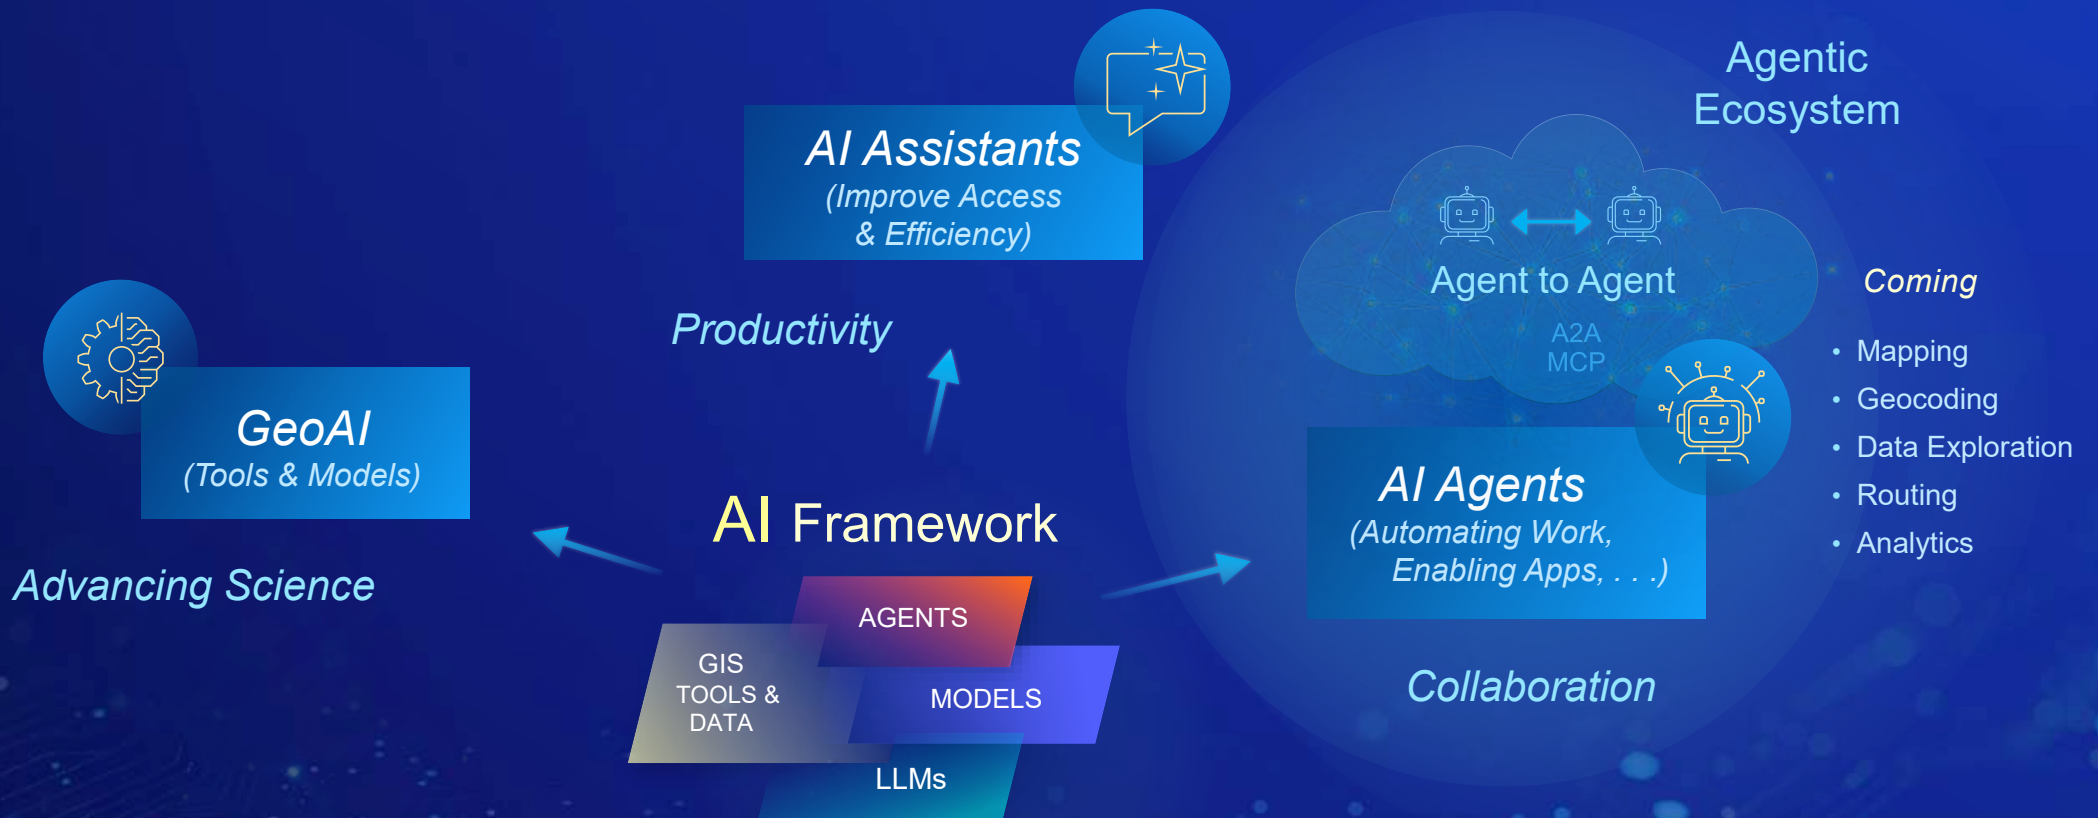 Agentic
Ecosystem
AI Assistants
(Improve Access
& Efficiency)
Productivity
Agent to Agent
A2A
MCP
Coming
• Mapping
• Geocoding
• Data Exploration
• Routing
• Analytics
GeoAI
(Tools & Models)
Advancing Science
AI Agents
(Automating Work,
Enabling Apps, . . .)
Collaboration
AI Framework
AGENTS
GIS
TOOLS &
DATA
MODELS
LLMs